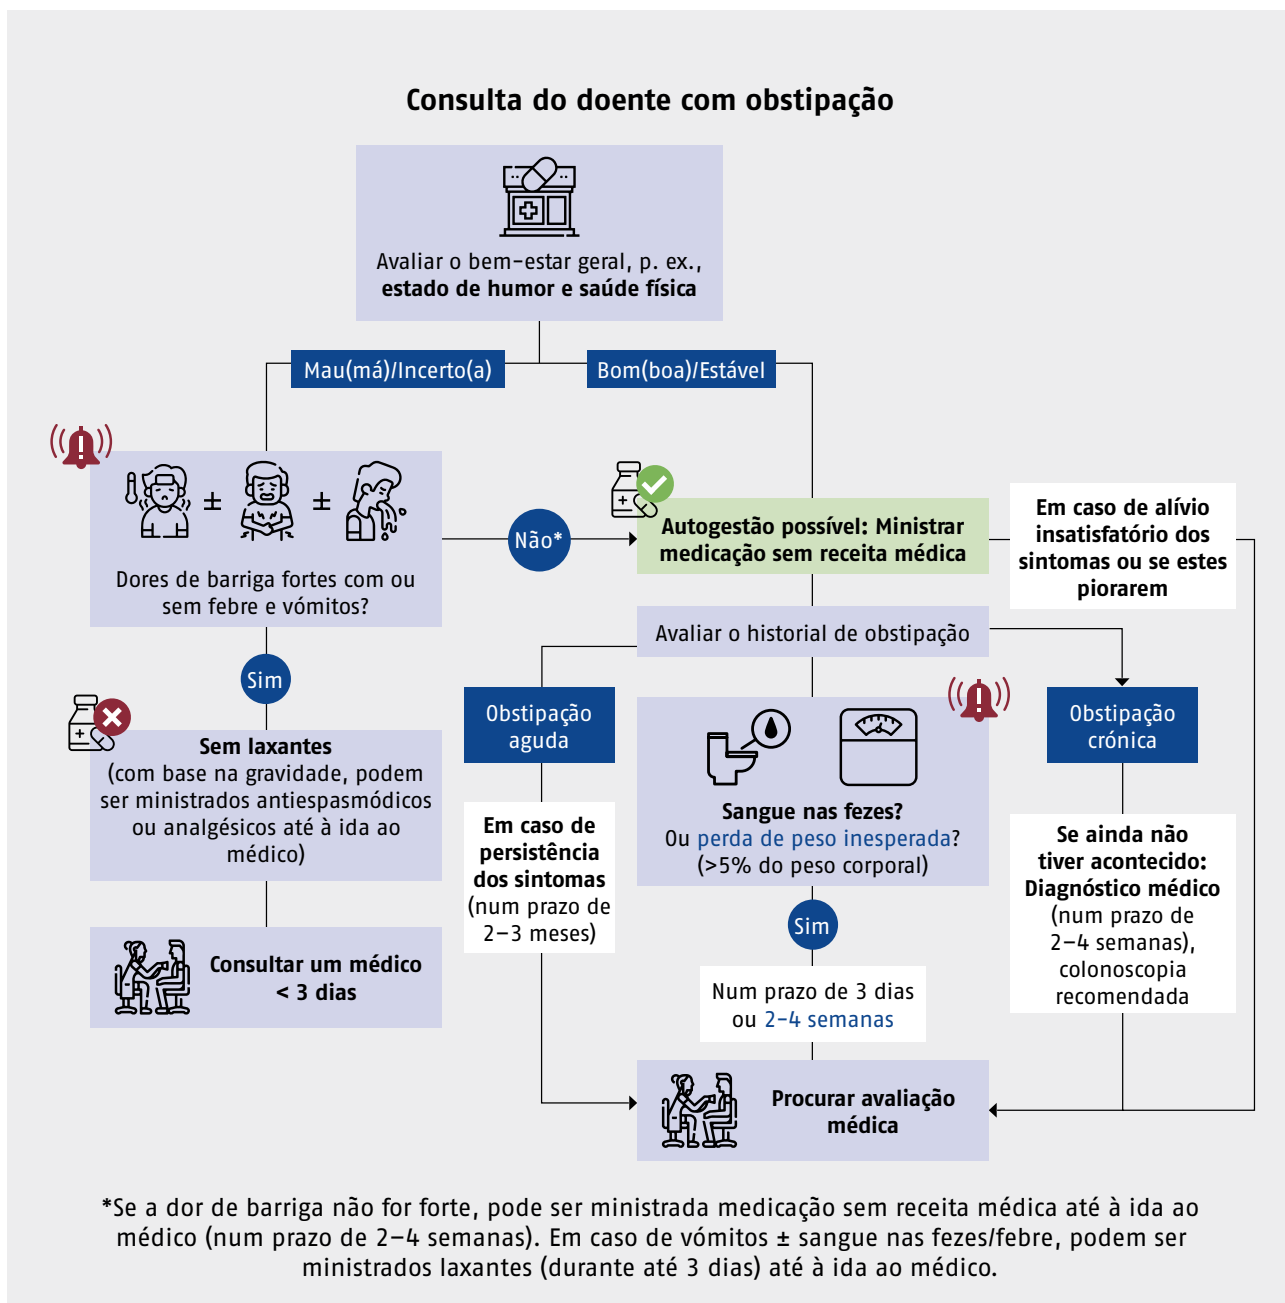 Consulta do doente com obstipação
Avaliar o bem-estar geral, p. ex.,
estado de humor e saúde física
Mau(má)/Incerto(a)
Bom(boa)/Estável
Dores de barriga fortes com ou
sem febre e vómitos?
Não*
Autogestão possível: Ministrar
medicação sem receita médica
Em caso de alívio
insatisfatório dos
sintomas ou se estes
piorarem
Sim
Avaliar o historial de obstipação
Sem laxantes
(com base na gravidade, podem
ser ministrados antiespasmódicos
ou analgésicos até à ida ao
médico)
Consultar um médico
< 3 dias
Obstipação
aguda
Em caso de
persistência
dos sintomas
(num prazo de
2–3 meses)
Sangue nas fezes?
Ou perda de peso inesperada?
(>5% do peso corporal)
Sim
Num prazo de 3 dias
ou 2-4 semanas
Obstipação
crónica
Se ainda não
tiver acontecido:
Diagnóstico médico
(num prazo de
2–4 semanas),
colonoscopia
recomendada
Procurar avaliação
médica
*Se a dor de barriga não for forte, pode ser ministrada medicação sem receita médica até à ida ao
médico (num prazo de 2–4 semanas). Em caso de vómitos ± sangue nas fezes/febre, podem ser
ministrados laxantes (durante até 3 dias) até à ida ao médico.